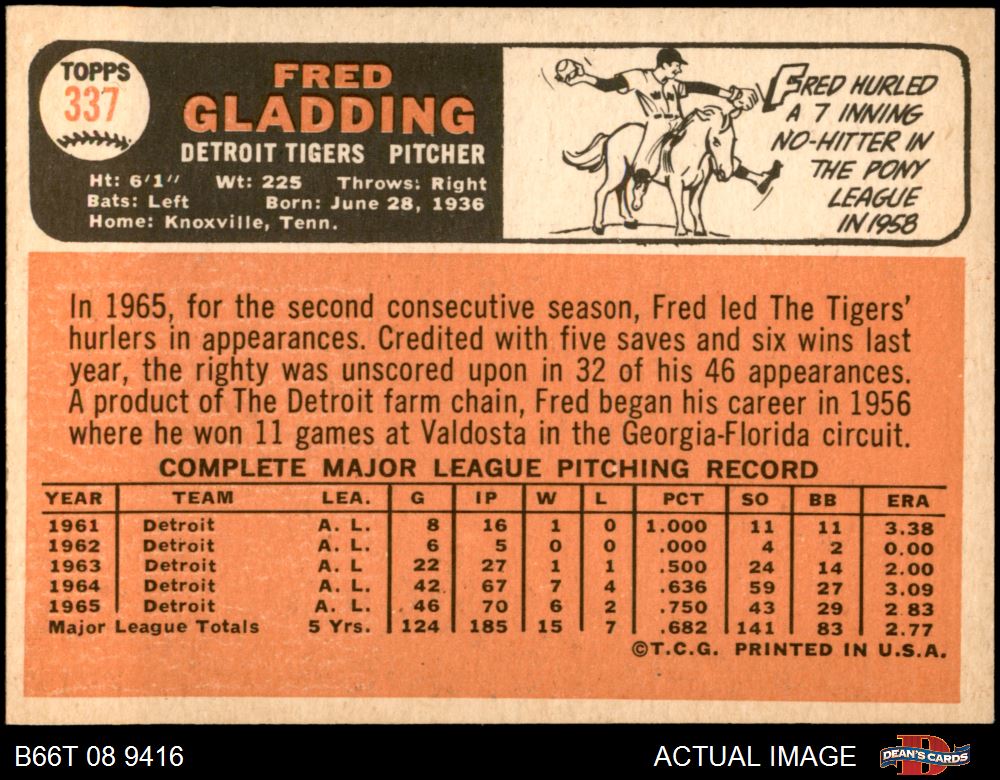 TOPPS
337
FRED
GLADDING
DETROIT TIGERS PITCHER
Ht: 6'1" Wt: 225 Throws: Right
Bats: Left Born: June 28, 1936
Home: Knoxville, Tenn.
FRED HURLED
A 7 INNING
NO-HITTER IN
THE PONY
LEAGUE
IN 1958
In 1965, for the second consecutive season, Fred led The Tigers'
hurlers in appearances. Credited with five saves and six wins last
year, the righty was unscored upon in 32 of his 46 appearances.
A product of The Detroit farm chain, Fred began his career in 1956
where he won 11 games at Valdosta in the Georgia-Florida circuit.
COMPLETE MAJOR LEAGUE PITCHING RECORD
YEAR TEAM LEA. G IP W L PCT SO BB ERA
1961 Detroit A. L. 8 16 1 0 1.000 11 11 3.38
1962 Detroit A. L. 6 5 0 0 .000 4 2 0.00
1963 Detroit A. L 22 27 1 1 .500 24 14 2.00
1964 Detroit A. L. 42 67 7 4 .636 59 27 3.09
1965 Detroit A. L. 46 70 6 2 .750 43 29 2.83
Major League Totals 5 Yrs. 124 185 15 7 .682 141 83 2.77
©T.C.G. PRINTED IN U.S.A.
B66T 08 9416 ACTUAL IMAGE DEAN'S CARDS